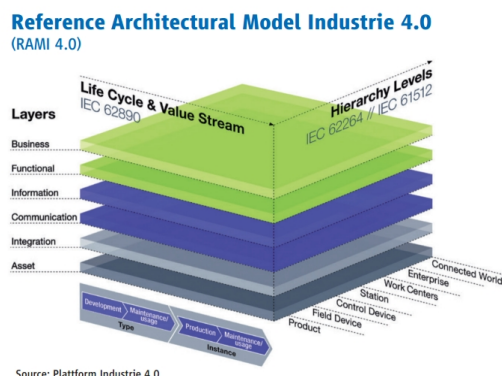 Reference Architectural Model Industrie 4.0
(RAMI 4.0)
Life Cycle & Value Stream
IEC 62890
Hierarchy Levels
IEC 62264 // IEC 61512
Layers
Business
Functional
Information
Communication
Integration
Asset
Connected World
Enterprise
Work Centers
Station
Control Device
Field Device
Product
Development
Maintenance/
usage
Type
Production
Maintenance/
usage
Instance
Source: Plattform Industrie 4.0